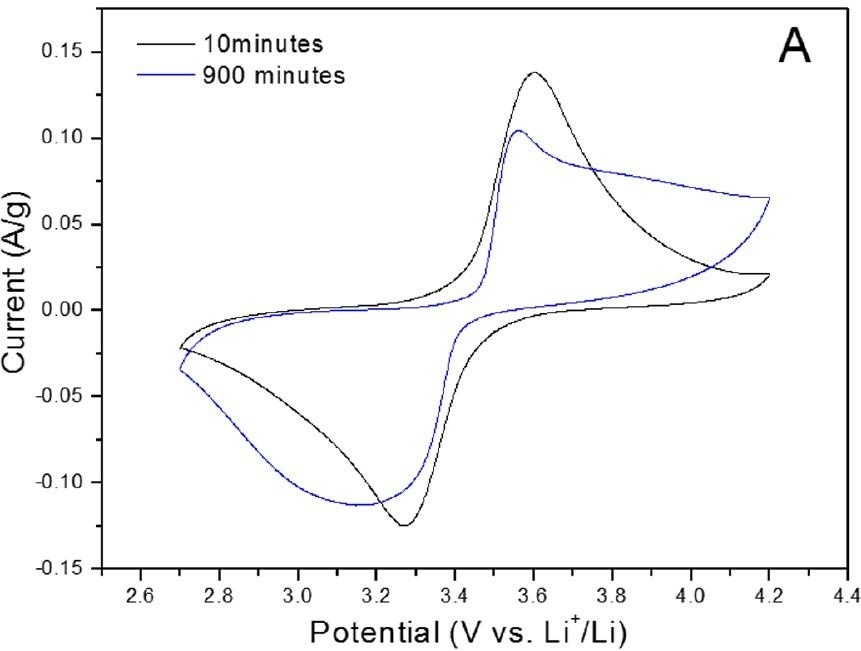 A
10minutes
900 minutes
0.15
0.10
0.05
0.00
-0.05
-0.10
-0.15
Current (A/g)
2.6 2.8 3.0 3.2 3.4 3.6 3.8 4.0 4.2 4.4
Potential (V vs. Li⁺/Li)